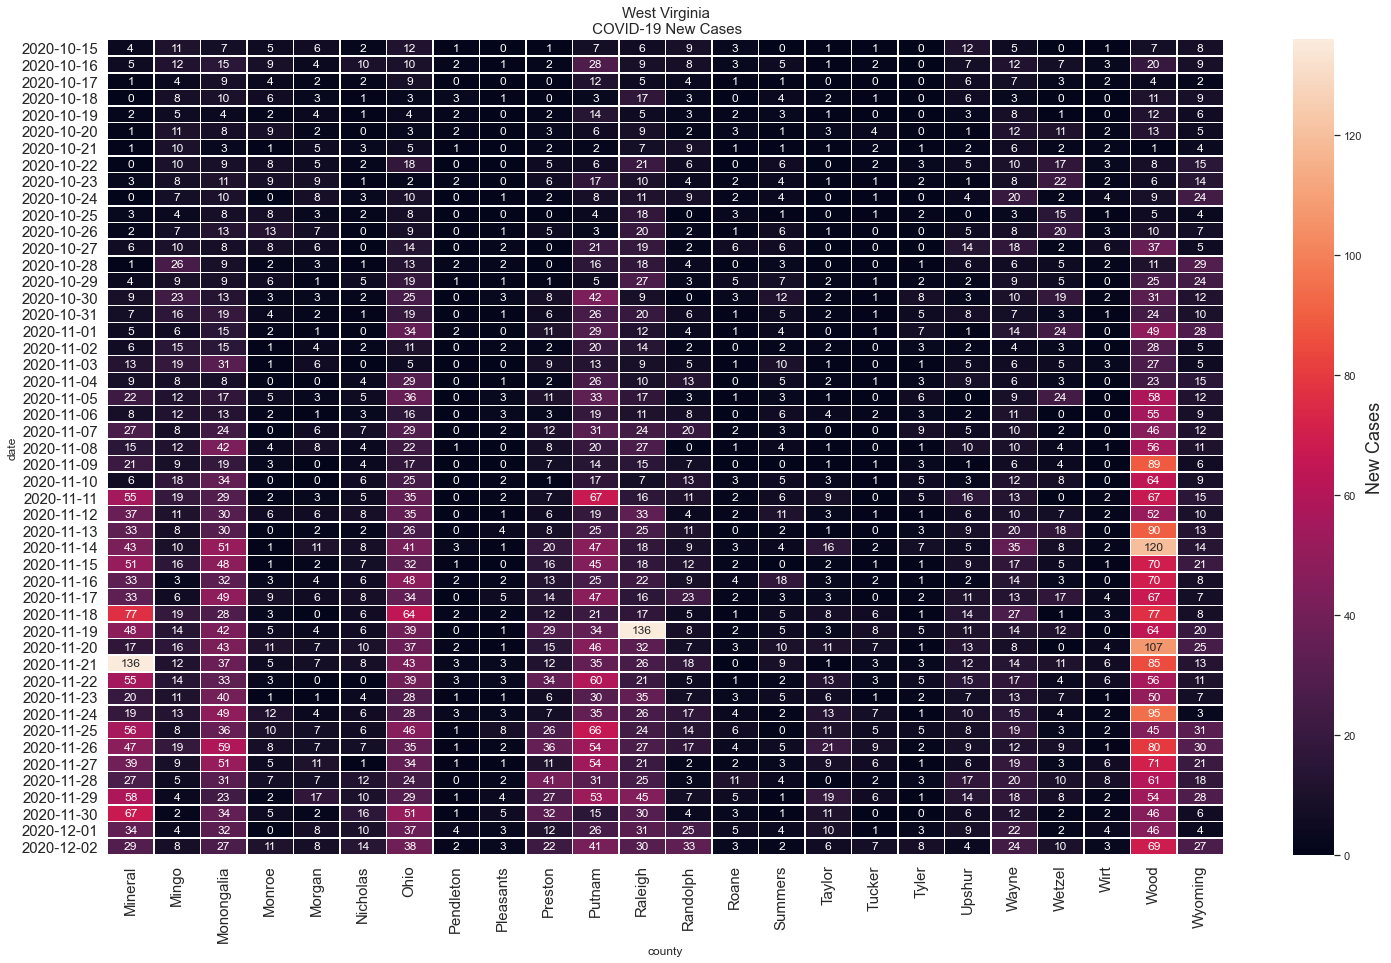 West Virginia
COVID-19 New Cases
2020-10-15 4 11 7 5 6 2 12 1 0 1 7 6 9 3 0 1 1 0 12 5 0 1 7 8
2020-10-16 5 12 15 9 4 10 10 2 1 2 28 9 8 3 5 1 2 0 7 12 7 3 20 9
2020-10-17 1 4 9 4 2 2 9 0 0 0 12 5 4 1 1 0 0 0 6 7 3 2 4 2
2020-10-18 0 8 10 6 3 1 3 3 1 0 3 17 3 0 4 2 1 0 6 3 0 0 11 9
2020-10-19 2 5 4 2 4 1 4 2 0 2 14 5 3 2 3 1 0 0 3 8 1 0 12 6
2020-10-20 1 11 8 9 2 0 3 2 0 3 6 9 2 3 1 3 4 0 1 12 11 2 13 5
2020-10-21 1 10 3 1 5 3 5 1 0 2 2 7 9 1 1 1 2 1 2 6 2 2 1 4
2020-10-22 0 10 9 8 5 2 18 0 0 5 6 21 6 0 6 0 2 3 5 10 17 3 8 15
2020-10-23 3 8 11 9 9 1 2 2 0 6 17 10 4 2 4 1 1 2 1 8 22 2 6 14
2020-10-24 0 7 10 0 8 3 10 0 1 2 8 11 9 2 4 0 1 0 4 20 2 4 9 24
2020-10-25 3 4 8 8 3 2 8 0 0 0 4 18 0 3 1 0 1 2 0 3 15 1 5 4
2020-10-26 2 7 13 13 7 0 9 0 1 5 3 20 2 1 6 1 0 0 5 8 20 3 10 7
2020-10-27 6 10 8 8 6 0 14 0 2 0 21 19 2 6 6 0 0 0 14 18 2 6 37 5
2020-10-28 1 26 9 2 3 1 13 2 2 0 16 18 4 0 3 2 0 1 6 6 5 2 11 29
2020-10-29 4 9 9 6 1 5 19 1 1 1 5 27 3 5 7 2 1 2 2 9 5 0 25 24
2020-10-30 9 23 13 3 3 2 25 0 3 8 42 9 0 3 12 2 1 8 3 10 19 2 31 12
2020-10-31 7 16 19 4 2 1 19 0 1 6 26 20 6 1 5 2 1 5 8 7 3 1 24 10
2020-11-01 5 6 15 2 1 0 34 2 0 11 29 12 4 1 4 0 1 7 1 14 24 0 49 28
2020-11-02 6 15 15 1 4 2 11 0 2 2 20 14 2 0 2 2 0 3 2 4 3 0 28 5
2020-11-03 13 19 31 1 6 0 5 0 0 9 13 9 5 1 10 1 0 1 5 6 5 3 27 5
2020-11-04 9 8 8 0 0 4 29 0 1 2 26 10 13 0 5 2 1 3 9 6 3 0 23 15
2020-11-05 22 12 17 5 3 5 36 0 3 11 33 17 3 1 3 1 0 6 0 9 24 0 58 12
2020-11-06 8 12 13 2 1 3 16 0 3 3 19 11 8 0 6 4 2 3 2 11 0 0 55 9
2020-11-07 27 8 24 0 6 7 29 0 2 12 31 24 20 2 3 0 0 9 5 10 2 0 46 12
2020-11-08 15 12 42 4 8 4 22 1 0 8 20 27 0 1 4 1 0 1 10 10 4 1 56 11
2020-11-09 21 9 19 3 0 4 17 0 0 7 14 15 7 0 0 1 1 3 1 6 4 0 89 6
2020-11-10 6 18 34 0 0 6 25 0 2 1 17 7 13 3 5 3 1 5 3 12 8 0 64 9
2020-11-11 55 19 29 2 3 5 35 0 2 7 67 16 11 2 6 9 0 5 16 13 0 2 67 15
2020-11-12 37 11 30 6 6 8 35 0 1 6 19 33 4 2 11 3 1 1 6 10 7 2 52 10
2020-11-13 33 8 30 0 2 2 26 0 4 8 25 25 11 0 2 1 0 3 9 20 18 0 90 13
2020-11-14 43 10 51 1 11 8 41 3 1 20 47 18 9 3 4 16 2 7 5 35 8 2 120 14
2020-11-15 51 16 48 1 2 7 32 1 0 16 45 18 12 2 0 2 1 1 9 17 5 1 70 21
2020-11-16 33 3 32 3 4 6 48 2 2 13 25 22 9 4 18 3 2 1 2 14 3 0 70 8
2020-11-17 33 6 49 9 6 8 34 0 5 14 47 16 23 2 3 3 0 2 11 13 17 4 67 7
2020-11-18 77 19 28 3 0 6 64 2 2 12 21 17 5 1 5 8 6 1 14 27 1 3 77 8
2020-11-19 48 14 42 5 4 6 39 0 1 29 34 136 8 2 5 3 8 5 11 14 12 0 64 20
2020-11-20 17 16 43 11 7 10 37 2 1 15 46 32 7 3 10 11 7 1 13 8 0 4 107 25
2020-11-21 136 12 37 5 7 8 43 3 3 12 35 26 18 0 9 1 3 3 12 14 11 6 85 13
2020-11-22 55 14 33 3 0 0 39 3 3 34 60 21 5 1 2 13 3 5 15 17 4 6 56 11
2020-11-23 20 11 40 1 1 4 28 1 1 6 30 35 7 3 5 6 1 2 7 13 7 1 50 7
2020-11-24 19 13 49 12 4 6 28 3 3 7 35 26 17 4 2 13 7 1 10 15 4 2 95 3
2020-11-25 56 8 36 10 7 6 46 1 8 26 66 24 14 6 0 11 5 5 8 19 3 2 45 31
2020-11-26 47 19 59 8 7 7 35 1 2 36 54 27 17 4 5 21 9 2 9 12 9 1 80 30
2020-11-27 39 9 51 5 11 1 34 1 1 11 54 21 2 2 3 9 6 1 6 19 3 6 71 21
2020-11-28 27 5 31 7 7 12 24 0 2 41 31 25 3 11 4 0 2 3 17 20 10 8 61 18
2020-11-29 58 4 23 2 17 10 29 1 4 27 53 45 7 5 1 19 6 1 14 18 8 2 54 28
2020-11-30 67 2 34 5 2 16 51 1 5 32 15 30 4 3 1 11 0 0 6 12 2 2 46 6
2020-12-01 34 4 32 0 8 10 37 4 3 12 26 31 25 5 4 10 1 3 9 22 2 4 46 4
2020-12-02 29 8 27 11 8 14 38 2 3 22 41 30 33 3 2 6 7 8 4 24 10 3 69 27
date
Mineral Mingo Monongalia Monroe Morgan Nicholas Ohio Pendleton Pleasants Preston Putnam Raleigh Randolph Roane Summers Taylor Tucker Tyler Upshur Wayne Wetzel Wirt Wood Wyoming
county
120
100
80
60
40
20
0
New Cases